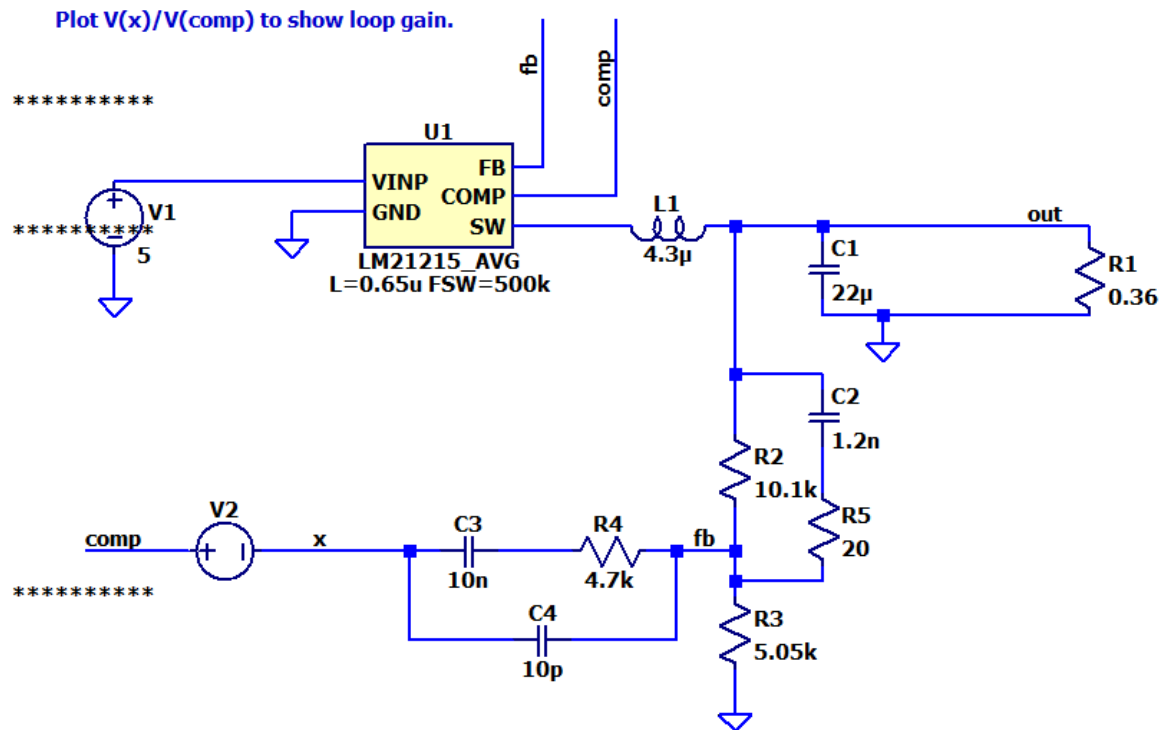 Plot V(x)/V(comp) to show loop gain.
fb
comp
**********
U1
FB
VINP
COMP
GND
SW
V1
**********
5
L1
4.3µ
out
LM21215_AVG
L=0.65u FSW=500k
C1
22µ
R1
0.36
C2
1.2n
R2
10.1k
R5
20
V2
comp
x
C3
10n
R4
4.7k
fb
**********
C4
10p
R3
5.05k